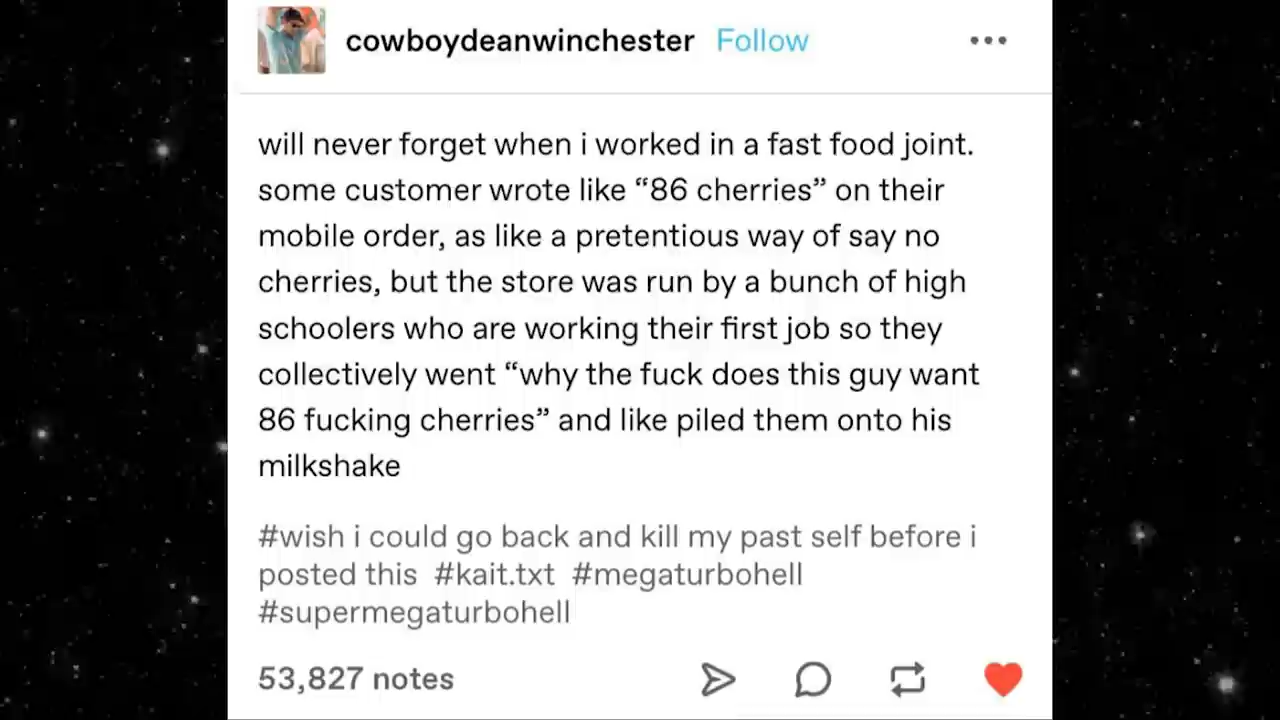 cowboydeanwinchester Follow
will never forget when i worked in a fast food joint.
some customer wrote like “86 cherries” on their
mobile order, as like a pretentious way of say no
cherries, but the store was run by a bunch of high
schoolers who are working their first job so they
collectively went “why the fuck does this guy want
86 fucking cherries” and like piled them onto his
milkshake
#wish i could go back and kill my past self before i
posted this #kait.txt #megaturbohell
#supermegaturbohell
53,827 notes